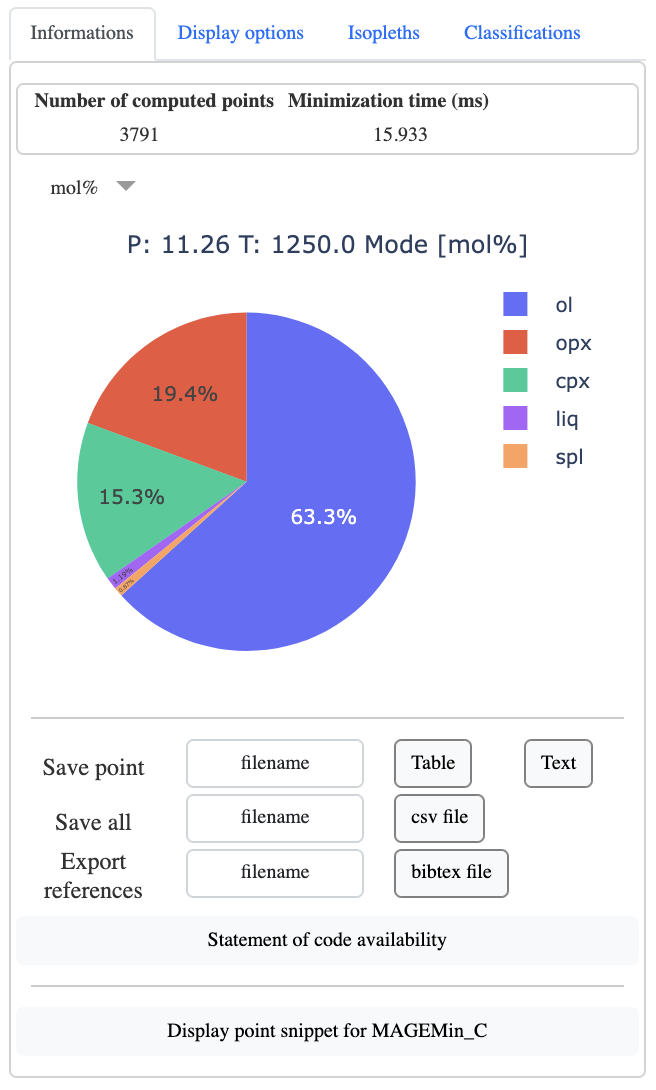 Informations Display options Isopleths Classifications
Number of computed points Minimization time (ms)
3791 15.933
mol%
P: 11.26 T: 1250.0 Mode [mol%]
ol
opx
cpx
liq
spl
19.4%
15.3%
63.3%
1.19%
0.87%
Save point filename Table Text
Save all filename csv file
Export references filename bibtex file
Statement of code availability
Display point snippet for MAGEMin_C